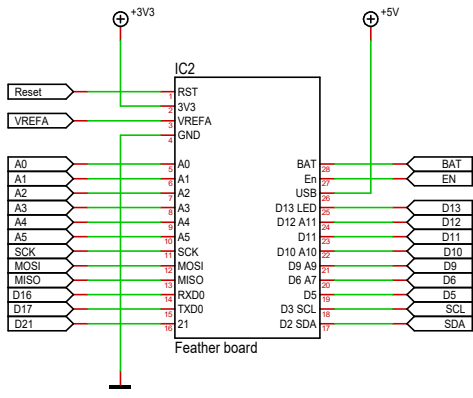 +3V3
+5V
IC2
Reset 1 RST
2 3V3
VREFA 3 VREFA
4 GND
A0 5 A0 BAT 28 BAT
A1 6 A1 En 27 EN
A2 7 A2 USB 26
A3 8 A3 D13 LED 25 D13
A4 9 A4 D12 A11 24 D12
A5 10 A5 D11 23 D11
SCK 11 SCK D10 A10 22 D10
MOSI 12 MOSI D9 A9 21 D9
MISO 13 MISO D6 A7 20 D6
D16 14 RXD0 D5 19 D5
D17 15 TXD0 D3 SCL 18 SCL
D21 16 21 D2 SDA 17 SDA
Feather board